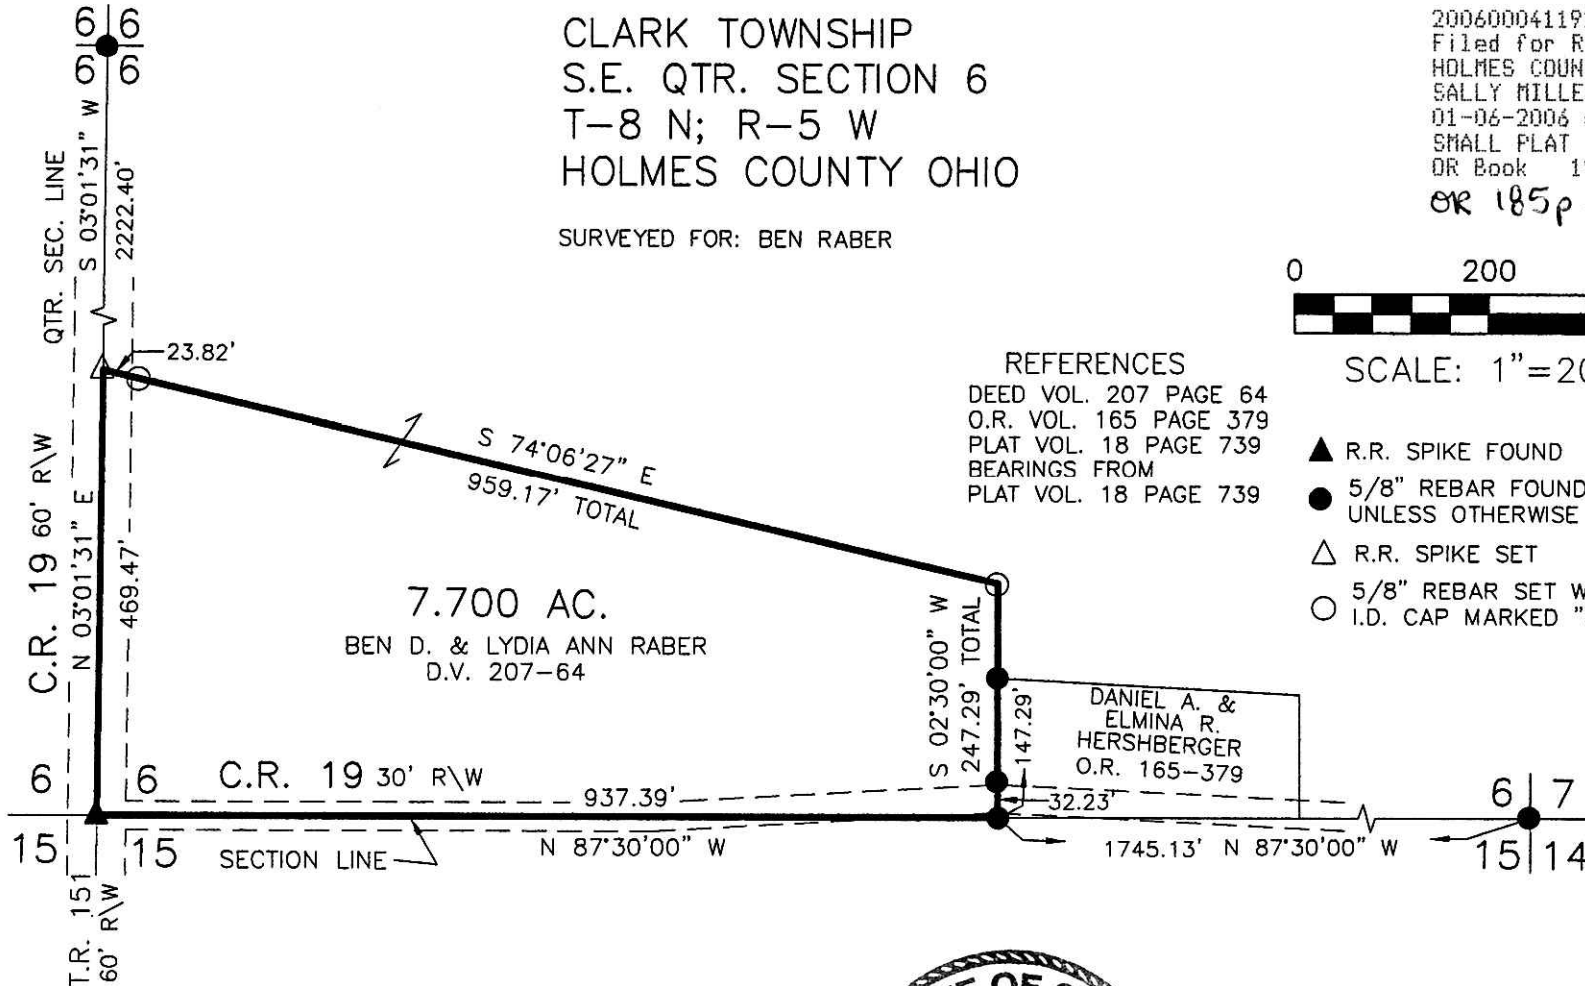 CLARK TOWNSHIP
S.E. QTR. SECTION 6
T-8 N; R-5 W
HOLMES COUNTY OHIO
SURVEYED FOR: BEN RABER
Filed for R
HOLMES COUN
SALLY MILLE
01-06-2006
SMALL PLAT
OR Book
OR 185p
0 200
SCALE: 1"=20
REFERENCES
DEED VOL. 207 PAGE 64
O.R. VOL. 165 PAGE 379
PLAT VOL. 18 PAGE 739
BEARINGS FROM
PLAT VOL. 18 PAGE 739
R.R. SPIKE FOUND
5/8" REBAR FOUND
UNLESS OTHERWISE
R.R. SPIKE SET
5/8" REBAR SET W
I.D. CAP MARKED "
6 6
6 6
QTR. SEC. LINE
S 03°01'31" W
2222.40'
23.82'
S 74°06'27" E
959.17' TOTAL
C.R. 19 60' R\W
N 03°01'31" E
469.47'
7.700 AC.
BEN D. & LYDIA ANN RABER
D.V. 207-64
S 02°30'00" W
247.29' TOTAL
147.29'
DANIEL A. &
ELMINA R.
HERSHBERGER
O.R. 165-379
32.23'
6 6
C.R. 19 30' R\W
937.39'
15 15
SECTION LINE
N 87°30'00" W
1745.13' N 87°30'00" W
6 7
15 14
T.R. 151
60' R\W